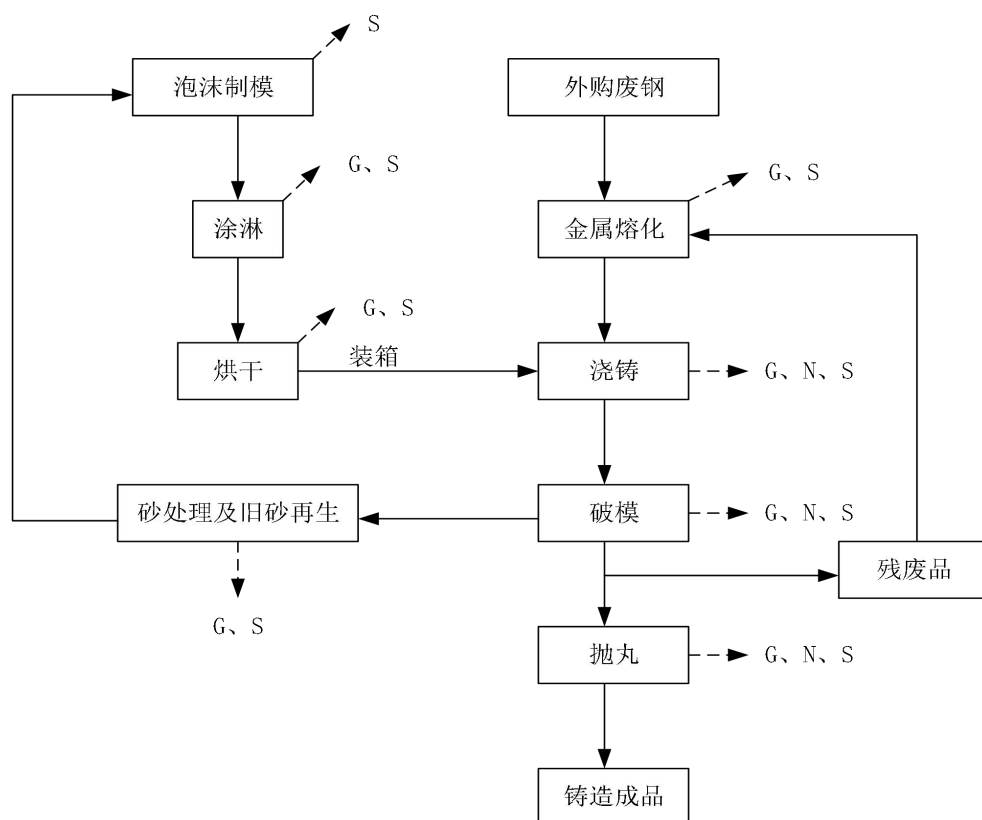 S
泡沫制模
外购废钢
G、S
G、S
涂淋
金属熔化
G、S
装箱
烘干
浇铸
G、N、S
砂处理及旧砂再生
破模
G、N、S
残废品
G、S
抛丸
G、N、S
铸造成品